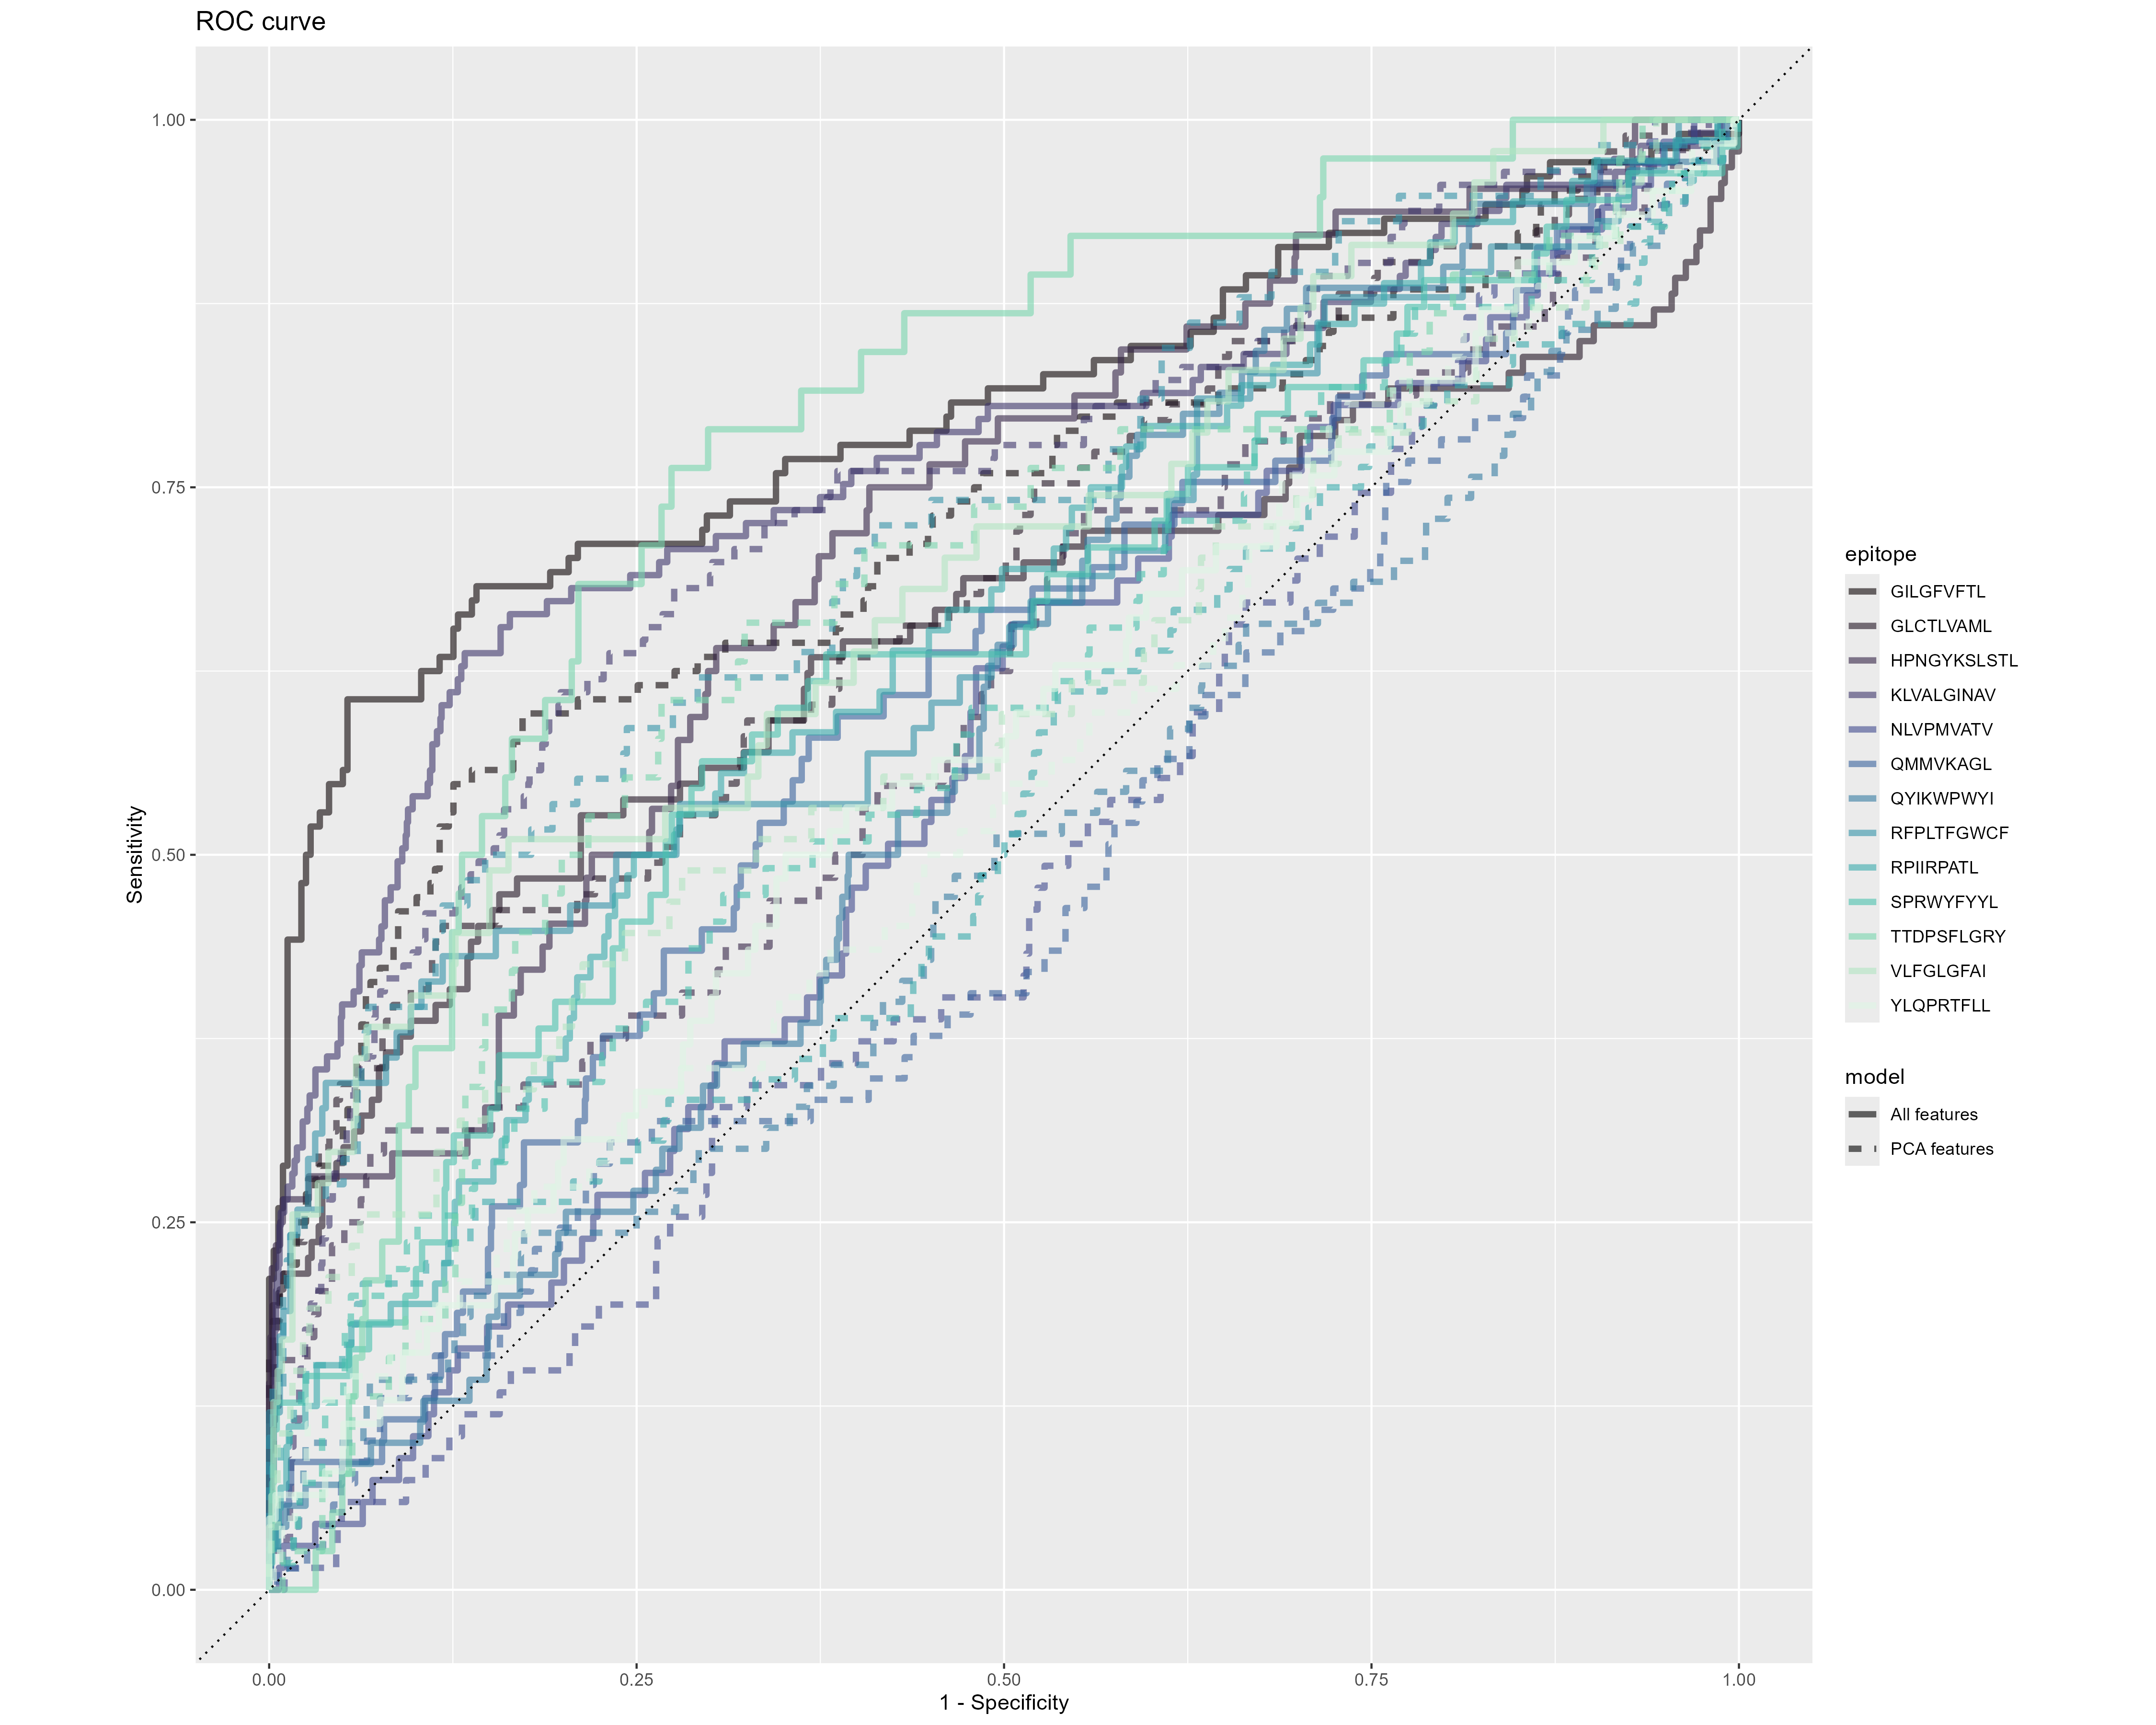 ROC curve
1.00
0.75
0.50
0.25
0.00
Sensitivity
0.00
0.25
0.50
0.75
1.00
1 - Specificity
epitope
GILGFVFTL
GLCTLVAML
HPNGYKSLSTL
KLVALGINAV
NLVPMVATV
QMMVKAGL
QYIKWPWYI
RFPLTFGWCF
RPIIRPATL
SPRWYFYYL
TTDPSFLGRY
VLFGLGFAI
YLQPRTFLL
model
All features
PCA features